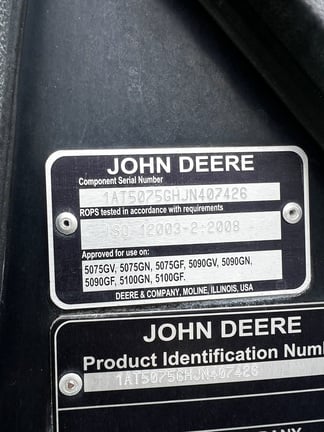 JOHN DEERE
Component Serial Number
1AT5075GHJN407426
ROPS tested in accordance with requirements
ISO 12003-2:2008
Approved for use on:
5075GV, 5075GN, 5075GF, 5090GV, 5090GN,
5090GF, 5100GN, 5100GF.
DEERE & COMPANY, MOLINE, ILLINOIS, USA
JOHN DEERE
Product Identification Num
1AT5075GHJN407426